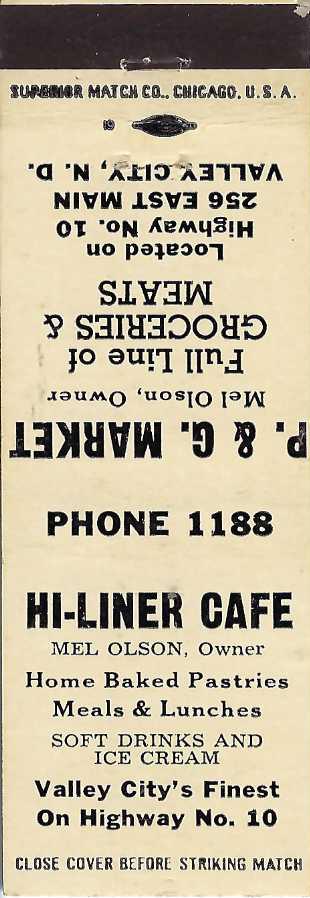 SUPERIOR MATCH CO., CHICAGO, U.S.A.
P. & G. MARKET
Mel Olson, Owner
Full Line of
GROCERIES &
MEATS
Located on
Highway No. 10
256 EAST MAIN
VALLEY CITY, N. D.
PHONE 1188
HI-LINER CAFE
MEL OLSON, Owner
Home Baked Pastries
Meals & Lunches
SOFT DRINKS AND
ICE CREAM
Valley City's Finest
On Highway No. 10
CLOSE COVER BEFORE STRIKING MATCH